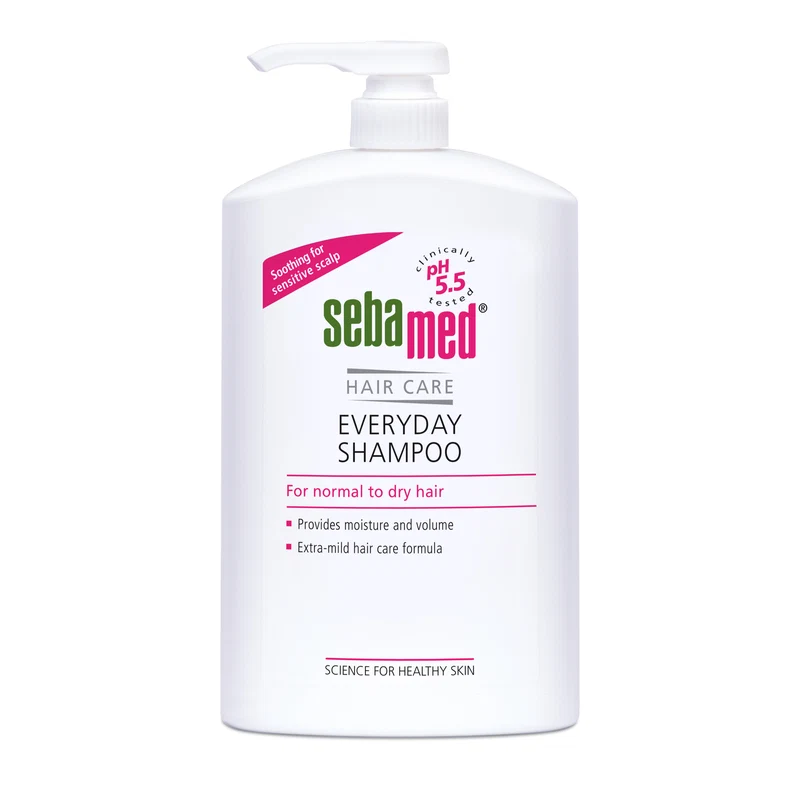 Soothing for
sensitive scalp
clinically
pH
5.5
tested
sebamed®
HAIR CARE
EVERYDAY
SHAMPOO
For normal to dry hair
▪ Provides moisture and volume
▪ Extra-mild hair care formula
SCIENCE FOR HEALTHY SKIN